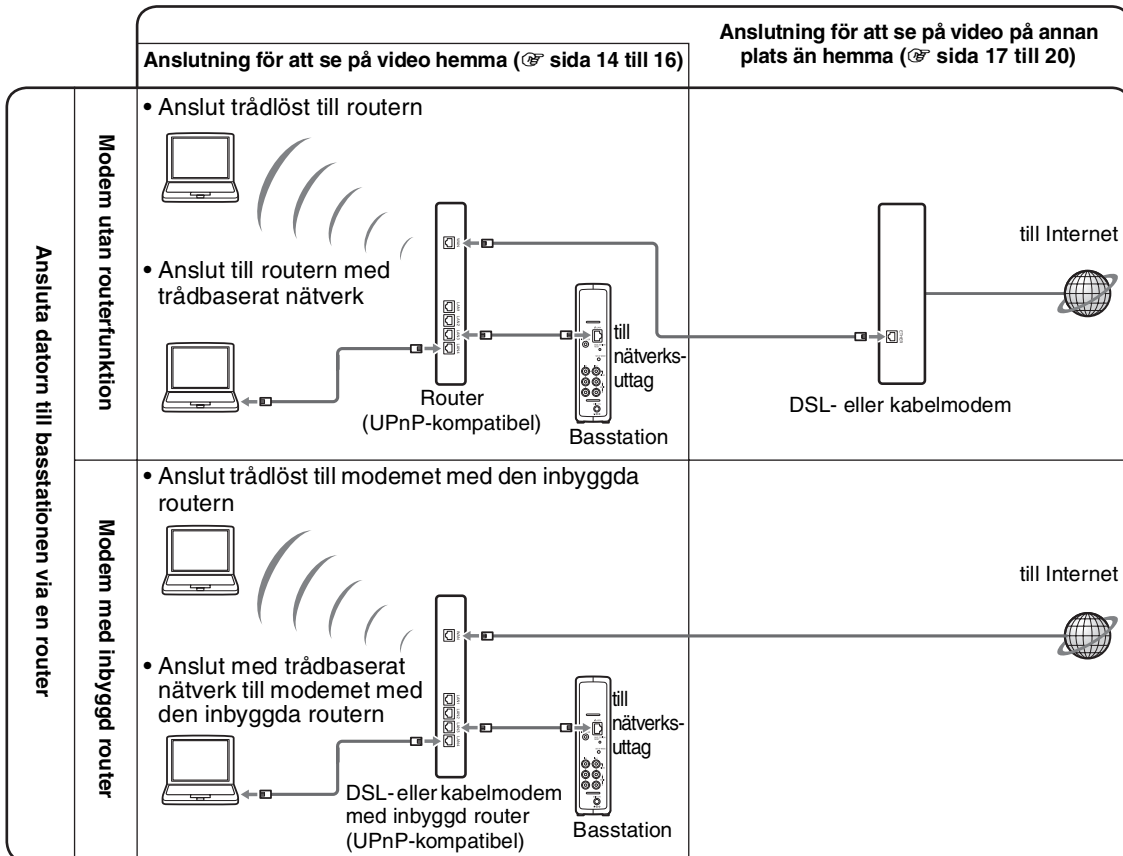 Anslutning för att se på video hemma (☞ sida 14 till 16)
Anslutning för att se på video på annan
plats än hemma (☞ sida 17 till 20)
Ansluta datorn till basstationen via en router
Modem utan routerfunktion
• Anslut trådlöst till routern
• Anslut till routern med
trådbaserat nätverk
Router
(UPnP-kompatibel)
till
nätverks-
uttag
Basstation
DSL- eller kabelmodem
till Internet
Modem med inbyggd router
• Anslut trådlöst till modemet med den inbyggda
routern
• Anslut med trådbaserat
nätverk till modemet med
den inbyggda routern
DSL- eller kabelmodem
med inbyggd router
(UPnP-kompatibel)
till
nätverks-
uttag
Basstation
till Internet